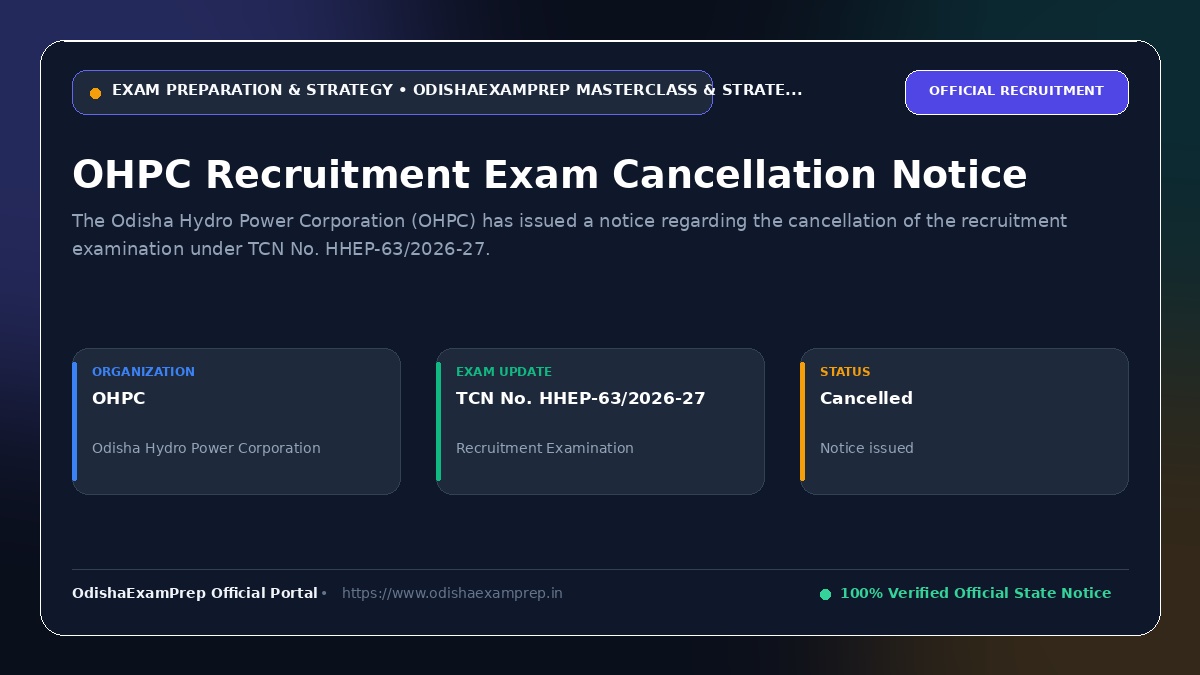 EXAM PREPARATION & STRATEGY • ODISHAEXAMPREP MASTERCLASS & STRATE...
OFFICIAL RECRUITMENT
OHPC Recruitment Exam Cancellation Notice
The Odisha Hydro Power Corporation (OHPC) has issued a notice regarding the cancellation of the recruitment
examination under TCN No. HHEP-63/2026-27.
ORGANIZATION
OHPC
Odisha Hydro Power Corporation
EXAM UPDATE
TCN No. HHEP-63/2026-27
Recruitment Examination
STATUS
Cancelled
Notice issued
OdishaExamPrep Official Portal • https://www.odishaexamprep.in
100% Verified Official State Notice